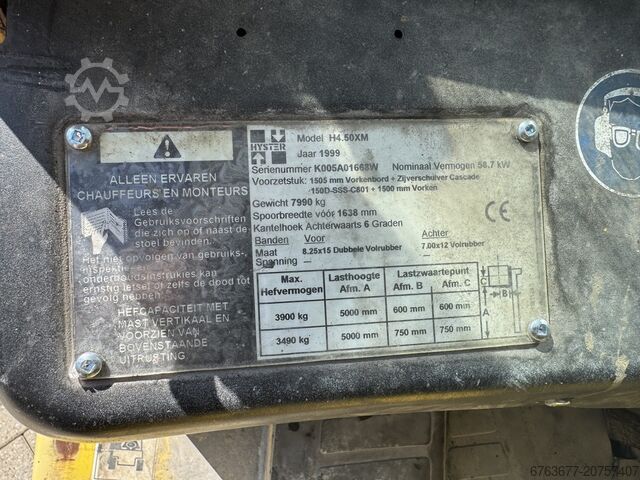 ALLEEN ERVAREN
CHAUFFEURS EN MONTEURS
Lees de
Gebruiksvoorschriften
die zich op of naast de
stoel bevinden.
Het niet opvolgen van gebruiks-,
inspektie-
onderhoudsinstrukties kan
ernstig letsel of zelfs de dood tot
gevolg hebben.
HEFCAPACITEIT MET
MAST VERTIKAAL EN
VOORZIEN VAN
BOVENSTAANDE
UITRUSTING
HYSTER
Model H4.50XM
Jaar 1999
Serienummer K005A01668W Nominaal Vermogen 58.7 kW
Voorzetstuk: 1505 mm Vorkenbord + Zijverschuiver Cascade
150D-SSS-C601 + 1500 mm Vorken
Gewicht 7990 kg
Spoorbreedte vóór 1638 mm
Kantelhoek Achterwaarts 6 Graden
CE
Banden Voor Achter
Maat 8.25x15 Dubbele Volrubber 7.00x12 Volrubber
Spanning — —
Max. Hefvermogen Lasthoogte Afm. A Lastzwaartepunt Afm. B Afm. C
3900 kg 5000 mm 600 mm 600 mm
3490 kg 5000 mm 750 mm 750 mm
C
B
A
6763677-20757407